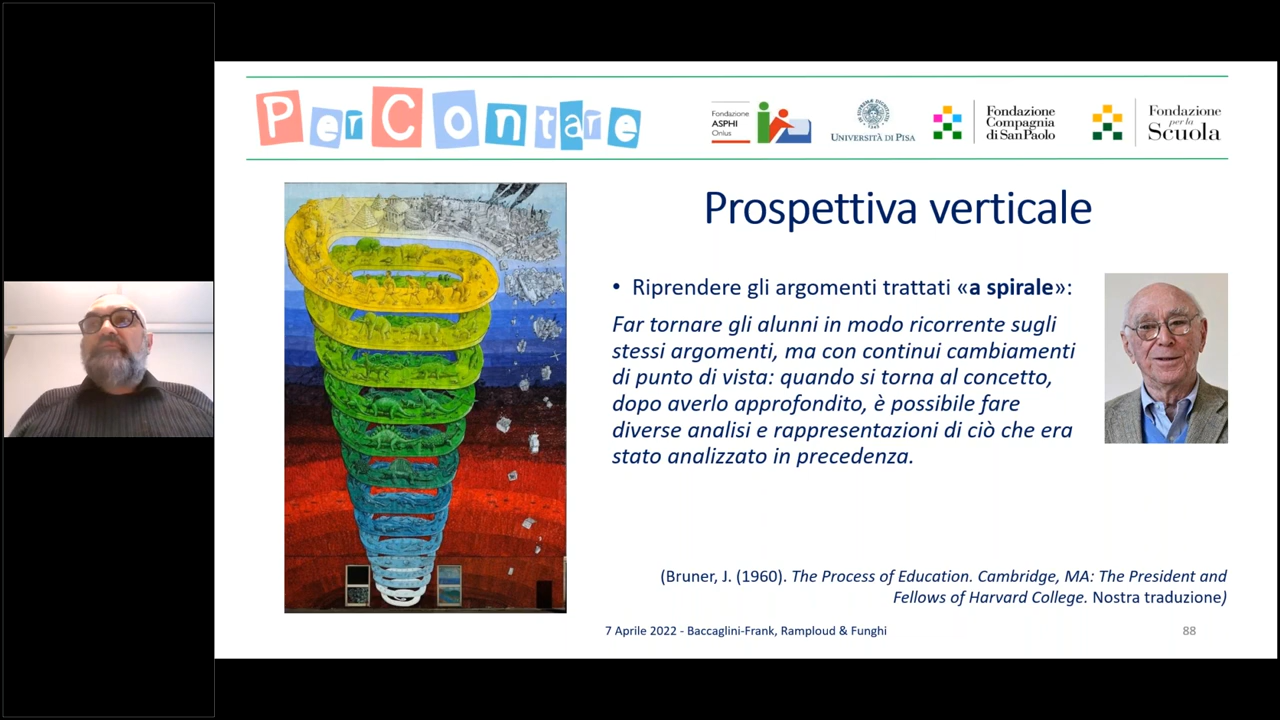 PerContare
Fondazione
ASPHI
Onlus
UNIVERSITÀ DI PISA
Fondazione
Compagnia
di San Paolo
Fondazione
per la
Scuola
Prospettiva verticale
• Riprendere gli argomenti trattati «a spirale»:
Far tornare gli alunni in modo ricorrente sugli
stessi argomenti, ma con continui cambiamenti
di punto di vista: quando si torna al concetto,
dopo averlo approfondito, è possibile fare
diverse analisi e rappresentazioni di ciò che era
stato analizzato in precedenza.
(Bruner, J. (1960). The Process of Education. Cambridge, MA: The President and
Fellows of Harvard College. Nostra traduzione)
7 Aprile 2022 - Baccaglini-Frank, Ramploud & Funghi
88